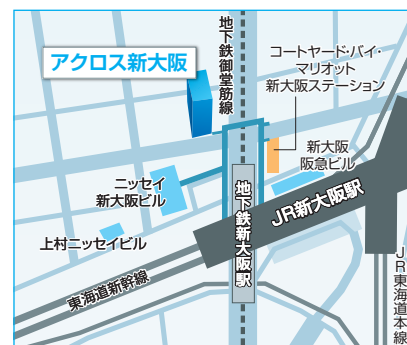 アクロス新大阪
地下鉄御堂筋線
コートヤード・バイ・
マリオット
新大阪ステーション
新大阪
阪急ビル
ニッセイ
新大阪ビル
地下鉄新大阪駅
JR新大阪駅
上村ニッセイビル
東海道新幹線
JR東海道本線